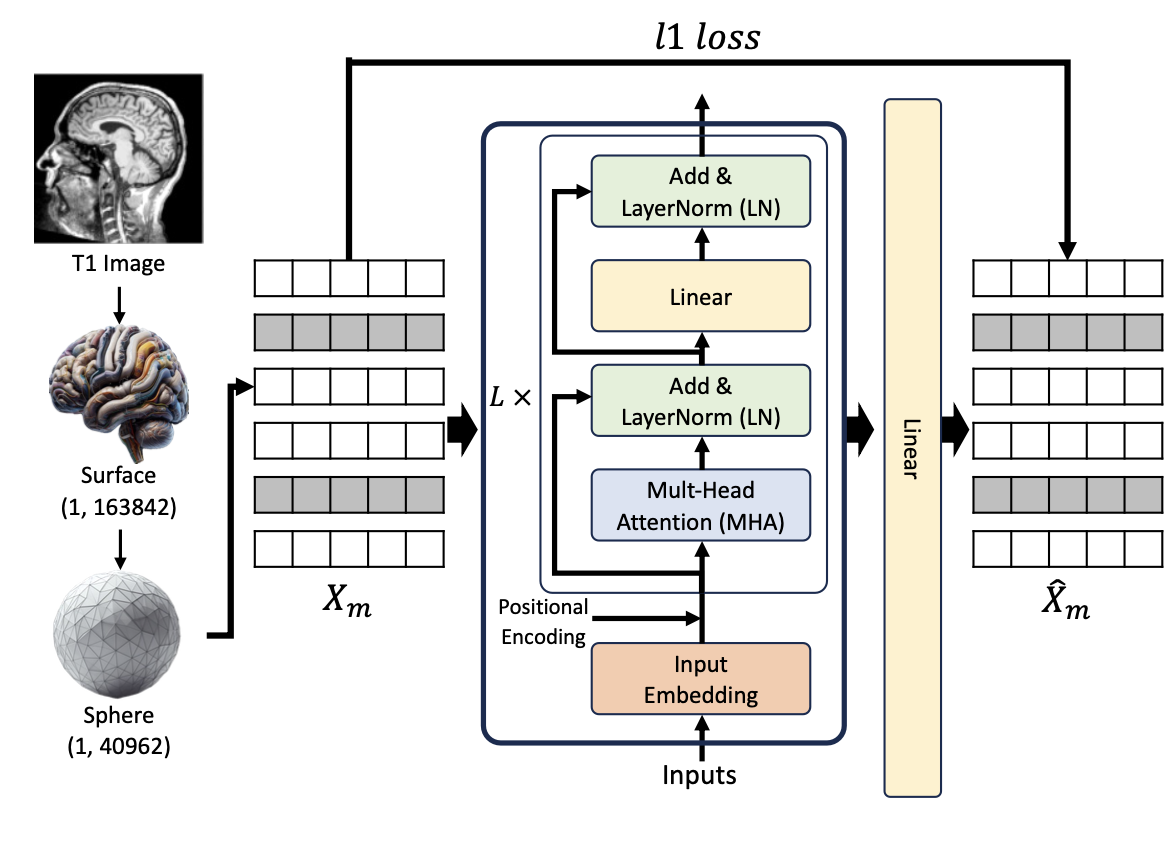 l1 loss
T1 Image
Surface
(1, 163842)
Sphere
(1, 40962)
X_m
L ×
Add &
LayerNorm (LN)
Linear
Add &
LayerNorm (LN)
Mult-Head
Attention (MHA)
Positional
Encoding
Input
Embedding
Inputs
Linear
X̂_m